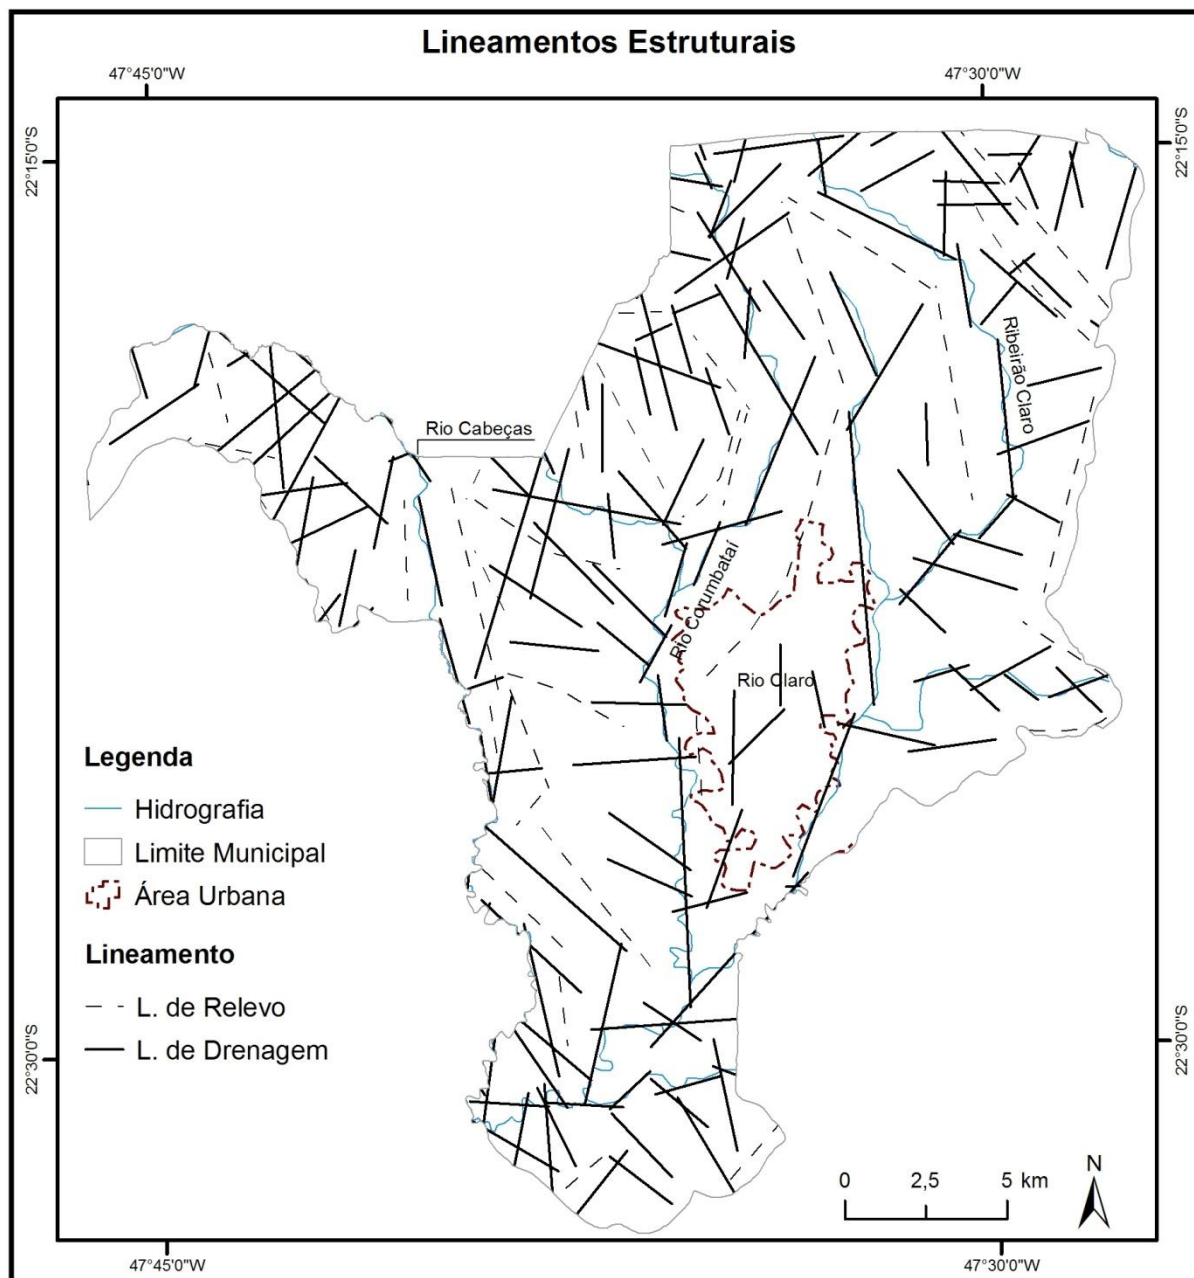 Lineamentos Estruturais
47°45'0"W
47°30'0"W
22°15'0"S
22°15'0"S
Ribeirão Claro
Rio Cabeças
Rio Corumbataí
Rio Claro
Legenda
Hidrografia
Limite Municipal
Área Urbana
Lineamento
L. de Relevo
L. de Drenagem
22°30'0"S
22°30'0"S
N
0 2,5 5 km
47°45'0"W
47°30'0"W